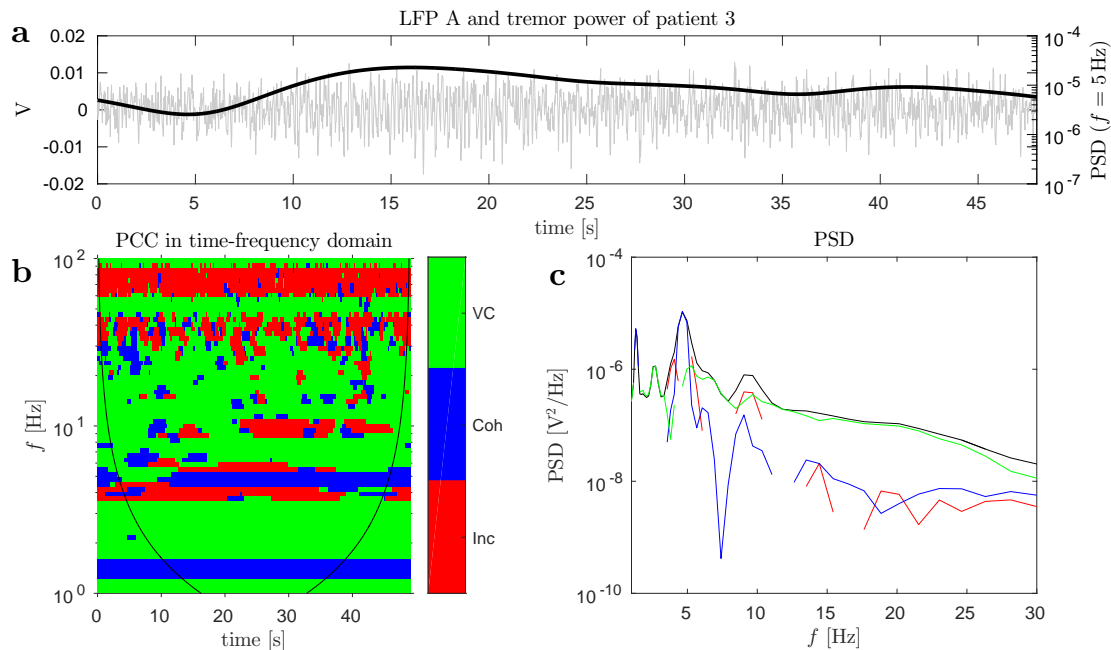 LFP A and tremor power of patient 3
a
0.02
0.01
0
-0.01
-0.02
V
10^-4
10^-5
10^-6
10^-7
PSD (f = 5 Hz)
0 5 10 15 20 25 30 35 40 45
time [s]
PCC in time-frequency domain
b
10^2
10^1
10^0
f [Hz]
0 10 20 30 40
time [s]
VC
Coh
Inc
PSD
c
10^-4
10^-6
10^-8
10^-10
PSD [V^2/Hz]
5 10 15 20 25 30
f [Hz]